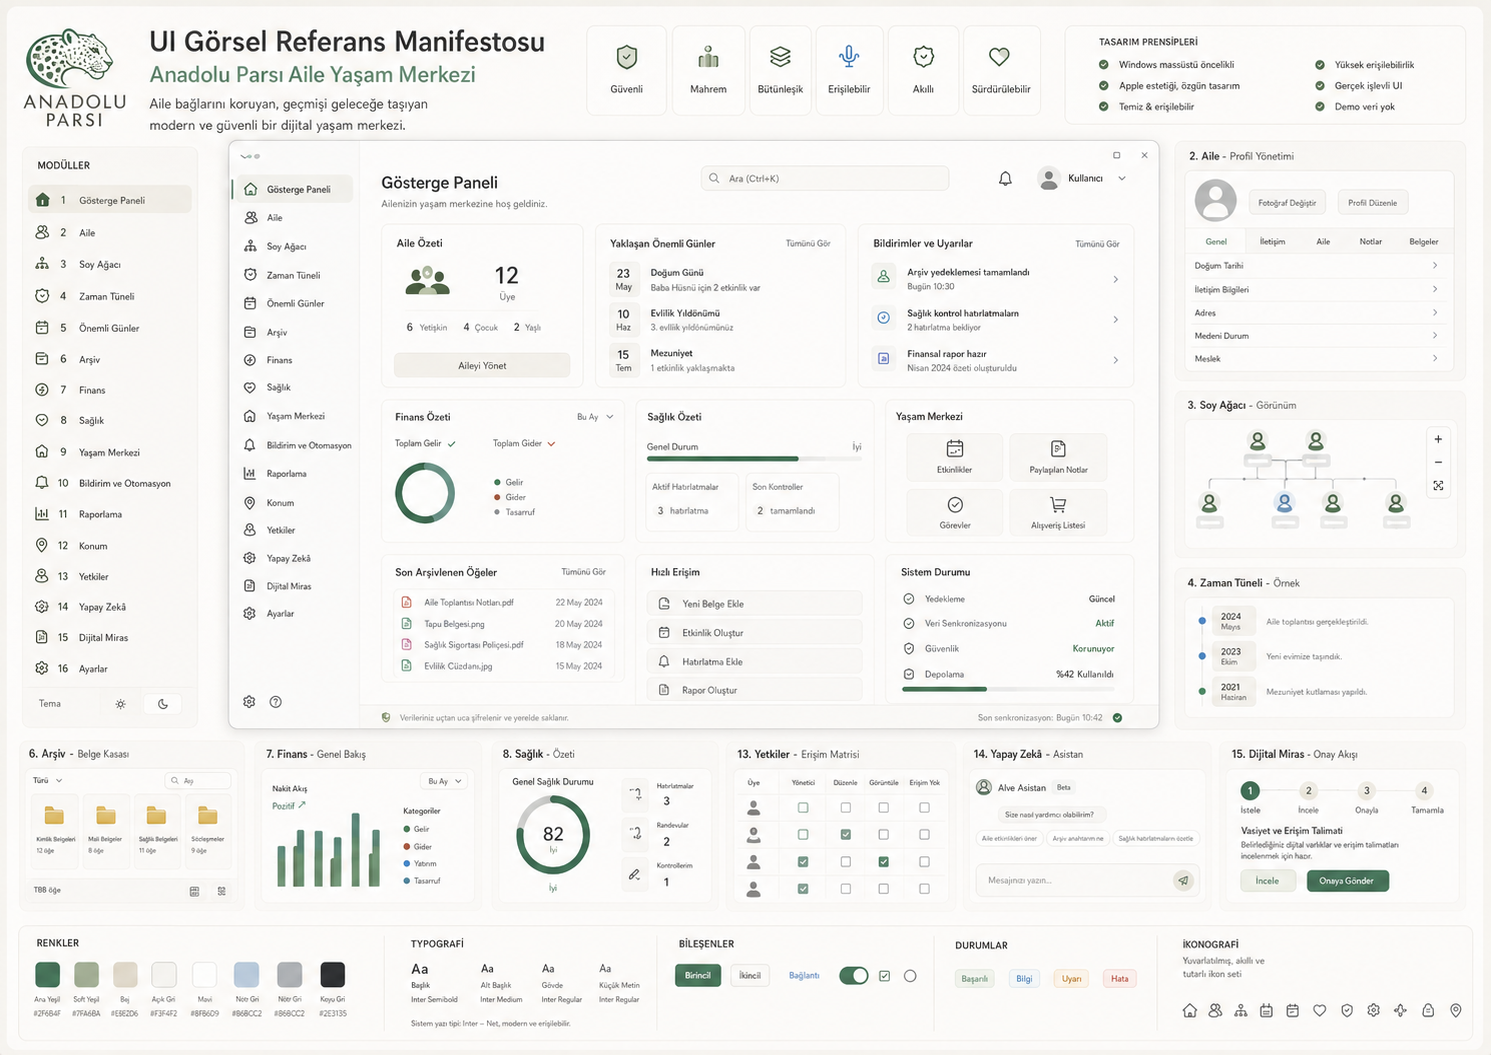 ANADOLU
PARSI
UI Görsel Referans Manifestosu
Anadolu Parsı Aile Yaşam Merkezi
Aile bağlarını koruyan, geçmişi geleceğe taşıyan
modern ve güvenli bir dijital yaşam merkezi.
Güvenli
Mahrem
Bütünleşik
Erişilebilir
Akıllı
Sürdürülebilir
TASARIM PRENSİPLERİ
Windows massüstü öncelikli
Apple estetiği, özgün tasarım
Temiz & erişilebilir
Yüksek erişilebilirlik
Gerçek işlevli UI
Demo veri yok
MODÜLLER
1 Gösterge Paneli
2 Aile
3 Soy Ağacı
4 Zaman Tüneli
5 Önemli Günler
6 Arşiv
7 Finans
8 Sağlık
9 Yaşam Merkezi
10 Bildirim ve Otomasyon
11 Raporlama
12 Konum
13 Yetkiler
14 Yapay Zekâ
15 Dijital Miras
16 Ayarlar
Tema
Gösterge Paneli
Aile
Soy Ağacı
Zaman Tüneli
Önemli Günler
Arşiv
Finans
Sağlık
Yaşam Merkezi
Bildirim ve Otomasyon
Raporlama
Konum
Yetkiler
Yapay Zekâ
Dijital Miras
Ayarlar
Gösterge Paneli
Ailenizin yaşam merkezine hoş geldiniz.
Ara (Ctrl+K)
Kullanıcı
Aile Özeti
12
Üye
6 Yetişkin 4 Çocuk 2 Yaşlı
Aileyi Yönet
Yaklaşan Önemli Günler Tümünü Gör
23 May
Doğum Günü
Baba Hüsnü için 2 etkinlik var
10 Haz
Evlilik Yıldönümü
3. evlilik yıldönümünüz
15 Tem
Mezuniyet
1 etkinlik yaklaşmakta
Bildirimler ve Uyarılar Tümünü Gör
Arşiv yedeklemesi tamamlandı
Bugün 10:30
Sağlık kontrol hatırlatmaları
2 hatırlatma bekliyor
Finansal rapor hazır
Nisan 2024 özeti oluşturuldu
Finans Özeti Bu Ay
Toplam Gelir Toplam Gider
Gelir
Gider
Tasarruf
Sağlık Özeti
Genel Durum İyi
Aktif Hatırlatmalar
3 hatırlatma
Son Kontroller
2 tamamlandı
Yaşam Merkezi
Etkinlikler
Paylaşılan Notlar
Görevler
Alışveriş Listesi
Son Arşivlenen Öğeler Tümünü Gör
Aile Toplantısı Notları.pdf 22 May 2024
Tapu Belgesi.png 20 May 2024
Sağlık Sigortası Poliçesi.pdf 18 May 2024
Evlilik Cüzdanı.jpg 15 May 2024
Hızlı Erişim
Yeni Belge Ekle
Etkinlik Oluştur
Hatırlatma Ekle
Rapor Oluştur
Sistem Durumu
Yedekleme Güncel
Veri Senkronizasyonu Aktif
Güvenlik Korunuyor
Depolama %42 Kullanıldı
Verileriniz uçtan uca şifrelenir ve yerelde saklanır.
Son senkronizasyon: Bugün 10:42
2. Aile - Profil Yönetimi
Fotoğraf Değiştir Profil Düzenle
Genel İletişim Aile Notlar Belgeler
Doğum Tarihi
İletişim Bilgileri
Adres
Medeni Durum
Meslek
3. Soy Ağacı - Görünüm
4. Zaman Tüneli - Örnek
2024
Mayıs
Aile toplantısı gerçekleştirildi.
2023
Ekim
Yeni evimize taşındık.
2021
Haziran
Mezuniyet kutlaması yapıldı.
6. Arşiv - Belge Kasası
Türü
Kimlik Belgeleri
12 öğe
Mali Belgeler
8 öğe
Sağlık Belgeleri
11 öğe
Sözleşmeler
9 öğe
TBB öğe
7. Finans - Genel Bakış
Bu Ay
Nakit Akış
Pozitif
Kategoriler
Gelir
Gider
Yatırım
Tasarruf
8. Sağlık - Özeti
Genel Sağlık Durumu
82
İyi
İyi
Hatırlatmalar
3
Randevular
2
Kontrollerim
1
13. Yetkiler - Erişim Matrisi
Üye Yönetici Düzenle Görüntüle Erişim Yok
14. Yapay Zekâ - Asistan
Alve Asistan Beta
Size nasıl yardımcı olabilirim?
Aile etkinlikleri öner
Arşiv anahtarım ne
Sağlık hatırlatmaların özetle
Mesajınızı yazın...
15. Dijital Miras - Onay Akışı
1 2 3 4
İstele İncele Onayla Tamamla
Vasiyet ve Erişim Talimatı
Belirlediğiniz dijital varlıklar ve erişim talimatları
incelenmek için hazır.
İncele Onaya Gönder
RENKLER
Ana Yeşil
#2F6B4F
Soft Yeşil
#7FA6BA
Bej
#E5E2D6
Açık Gri
#F3F4F2
Mavi
#8FB6D9
Nötr Gri
#B6BCC2
Nötr Gri
#B6BCC2
Koyu Gri
#2E3135
TYPOGRAFİ
Aa Aa Aa Aa
Başlık Alt Başlık Gövde Küçük Metin
Inter Semibold Inter Medium Inter Regular Inter Regular
Sistem yazı tipi: Inter – Net, modern ve erişilebilir.
BİLEŞENLER
Birincil İkincil Bağlantı
DURUMLAR
Başarılı Bilgi Uyarı Hata
İKONOGRAFİ
Yuvarlatılmış, akıllı ve
tutarlı ikon seti